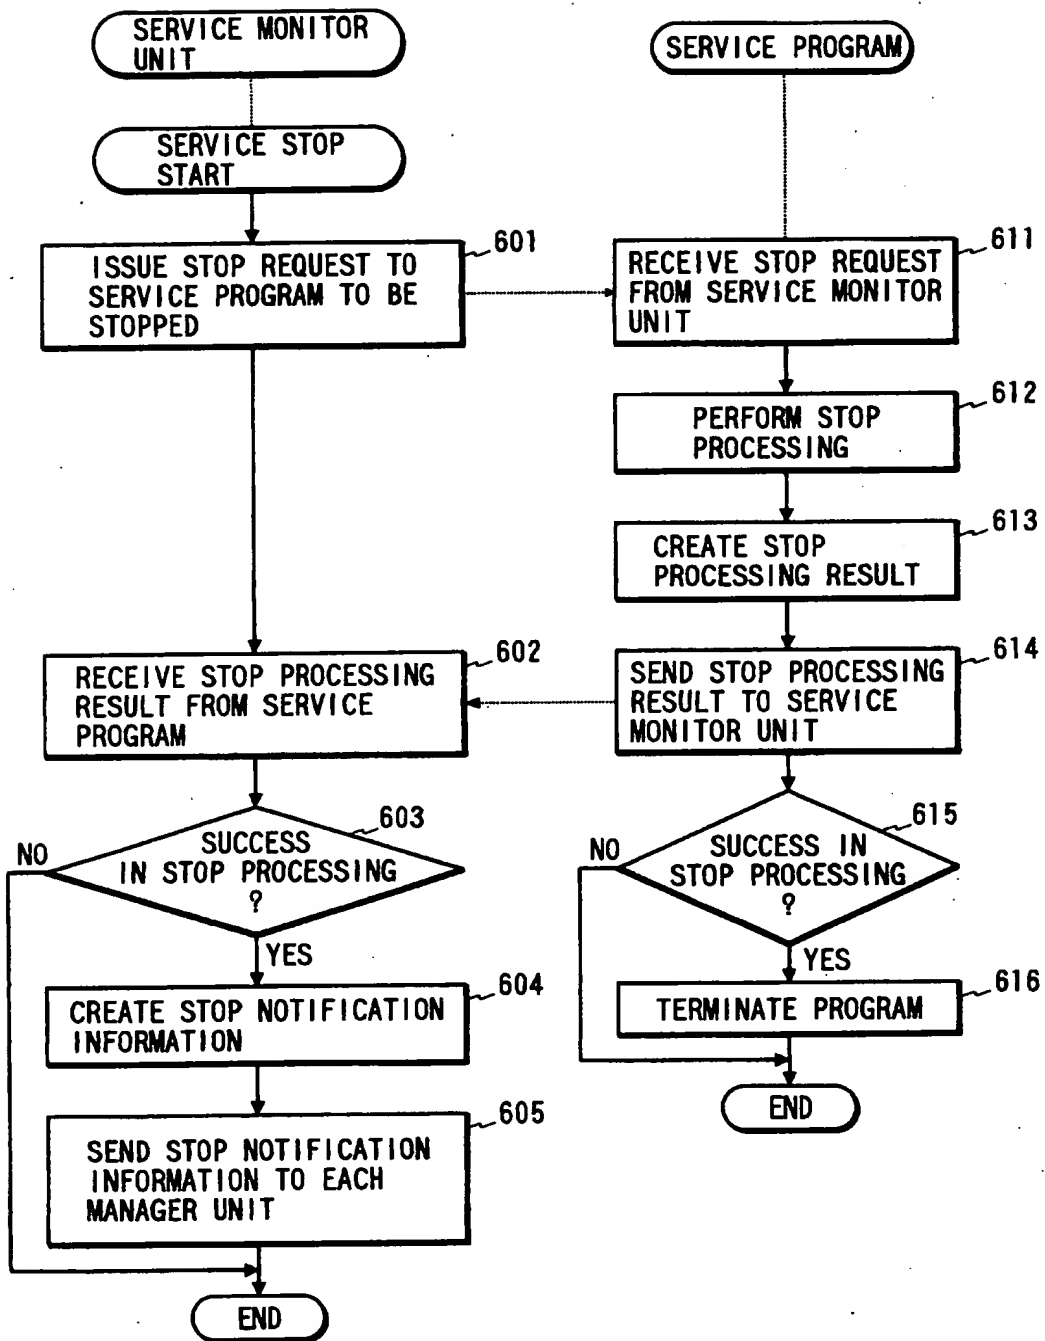 SERVICE MONITOR
UNIT
SERVICE PROGRAM
SERVICE STOP
START
601
ISSUE STOP REQUEST TO
SERVICE PROGRAM TO BE
STOPPED
611
RECEIVE STOP REQUEST
FROM SERVICE MONITOR
UNIT
612
PERFORM STOP
PROCESSING
613
CREATE STOP
PROCESSING RESULT
602
RECEIVE STOP PROCESSING
RESULT FROM SERVICE
PROGRAM
614
SEND STOP PROCESSING
RESULT TO SERVICE
MONITOR UNIT
603
NO
SUCCESS
IN STOP PROCESSING
?
YES
615
NO
SUCCESS IN
STOP PROCESSING
?
YES
604
CREATE STOP NOTIFICATION
INFORMATION
616
TERMINATE PROGRAM
END
605
SEND STOP NOTIFICATION
INFORMATION TO EACH
MANAGER UNIT
END